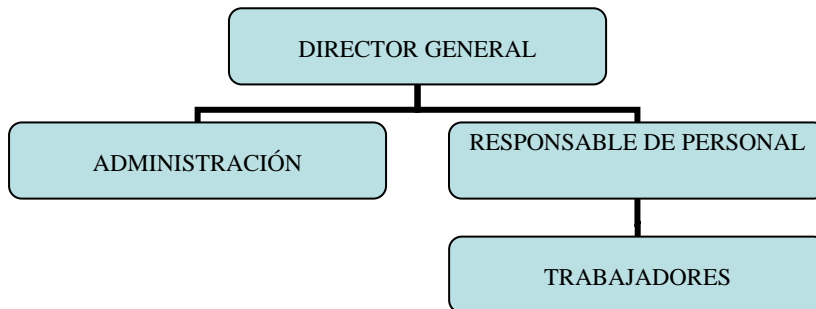 DIRECTOR GENERAL
ADMINISTRACIÓN
RESPONSABLE DE PERSONAL
TRABAJADORES